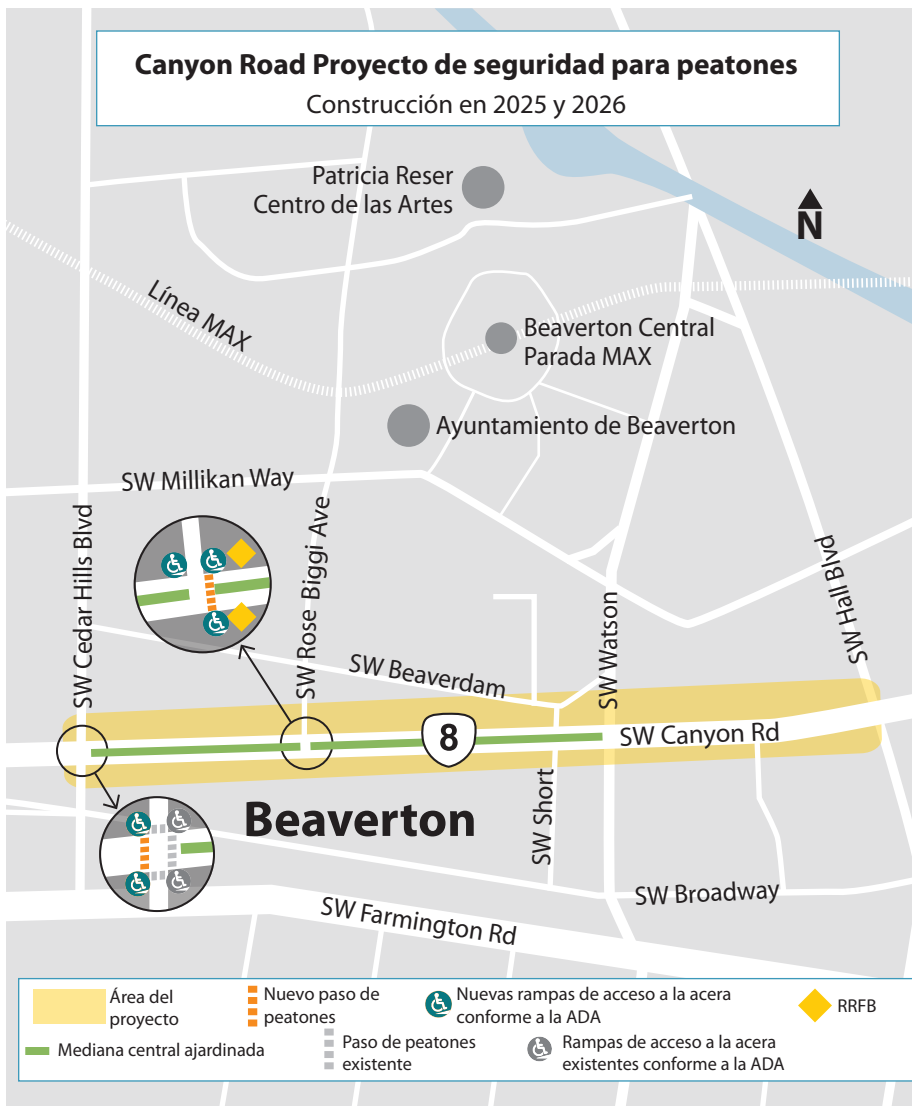 Canyon Road Proyecto de seguridad para peatones
Construcción en 2025 y 2026
Patricia Reser
Centro de las Artes
N
Línea MAX
Beaverton Central
Parada MAX
Ayuntamiento de Beaverton
SW Millikan Way
SW Cedar Hills Blvd
SW Rose Biggi Ave
SW Hall Blvd
SW Beaverdam
SW Watson
8
SW Canyon Rd
Beaverton
SW Short
SW Broadway
SW Farmington Rd
Área del
proyecto
Nuevo paso de
peatones
Nuevas rampas de acceso a la acera
conforme a la ADA
RRFB
Mediana central ajardinada
Paso de peatones
existente
Rampas de acceso a la acera
existentes conforme a la ADA